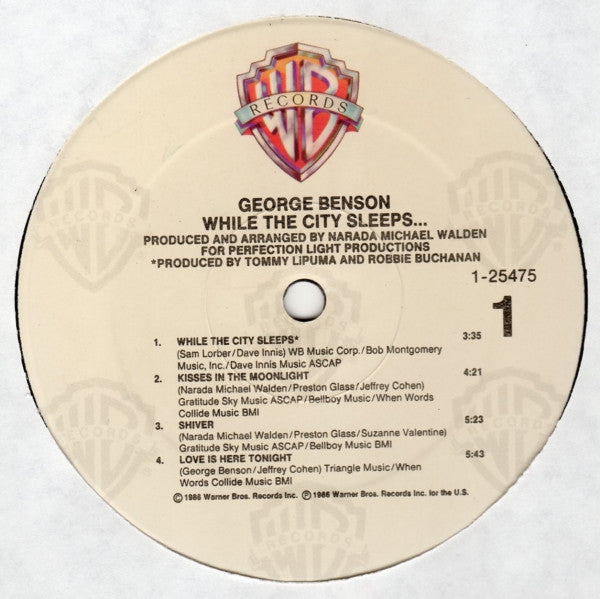 WB
RECORDS
GEORGE BENSON
WHILE THE CITY SLEEPS...
PRODUCED AND ARRANGED BY NARADA MICHAEL WALDEN
FOR PERFECTION LIGHT PRODUCTIONS
*PRODUCED BY TOMMY LiPUMA AND ROBBIE BUCHANAN
1-25475
1
1. WHILE THE CITY SLEEPS* 3:35
(Sam Lorber/Dave Innis) WB Music Corp./Bob Montgomery
Music, Inc./Dave Innis Music ASCAP
2. KISSES IN THE MOONLIGHT 4:21
(Narada Michael Walden/Preston Glass/Jeffrey Cohen)
Gratitude Sky Music ASCAP/Bellboy Music/When Words
Collide Music BMI
3. SHIVER 5:23
(Narada Michael Walden/Preston Glass/Suzanne Valentine)
Gratitude Sky Music ASCAP/Bellboy Music BMI
4. LOVE IS HERE TONIGHT 5:43
(George Benson/Jeffrey Cohen) Triangle Music/When
Words Collide Music BMI
©1986 Warner Bros. Records Inc. ℗1986 Warner Bros. Records Inc. for the U.S.